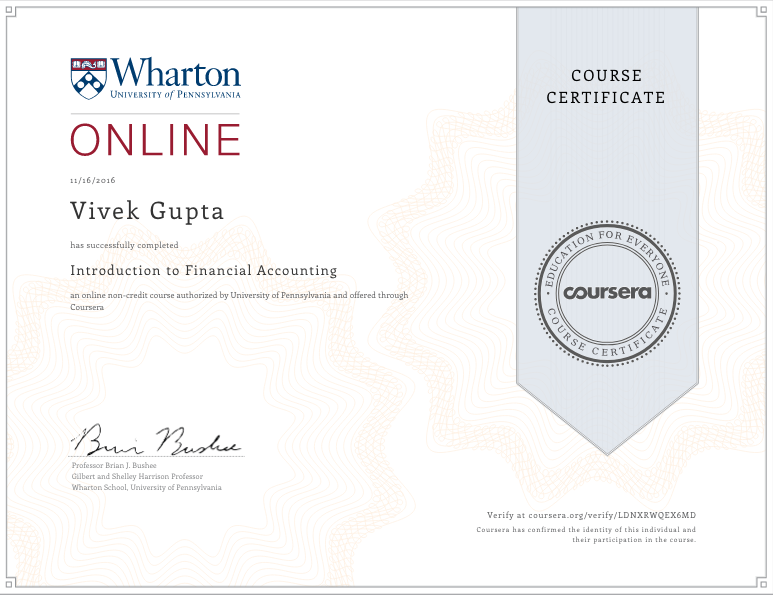 Wharton
UNIVERSITY of PENNSYLVANIA
ONLINE
11/16/2016
Vivek Gupta
has successfully completed
Introduction to Financial Accounting
an online non-credit course authorized by University of Pennsylvania and offered through
Coursera
Brian Bushee
Professor Brian J. Bushee
Gilbert and Shelley Harrison Professor
Wharton School, University of Pennsylvania
COURSE
CERTIFICATE
EDUCATION FOR EVERYONE
coursera
COURSE CERTIFICATE
Verify at coursera.org/verify/LDNXRWQEX6MD
Coursera has confirmed the identity of this individual and
their participation in the course.